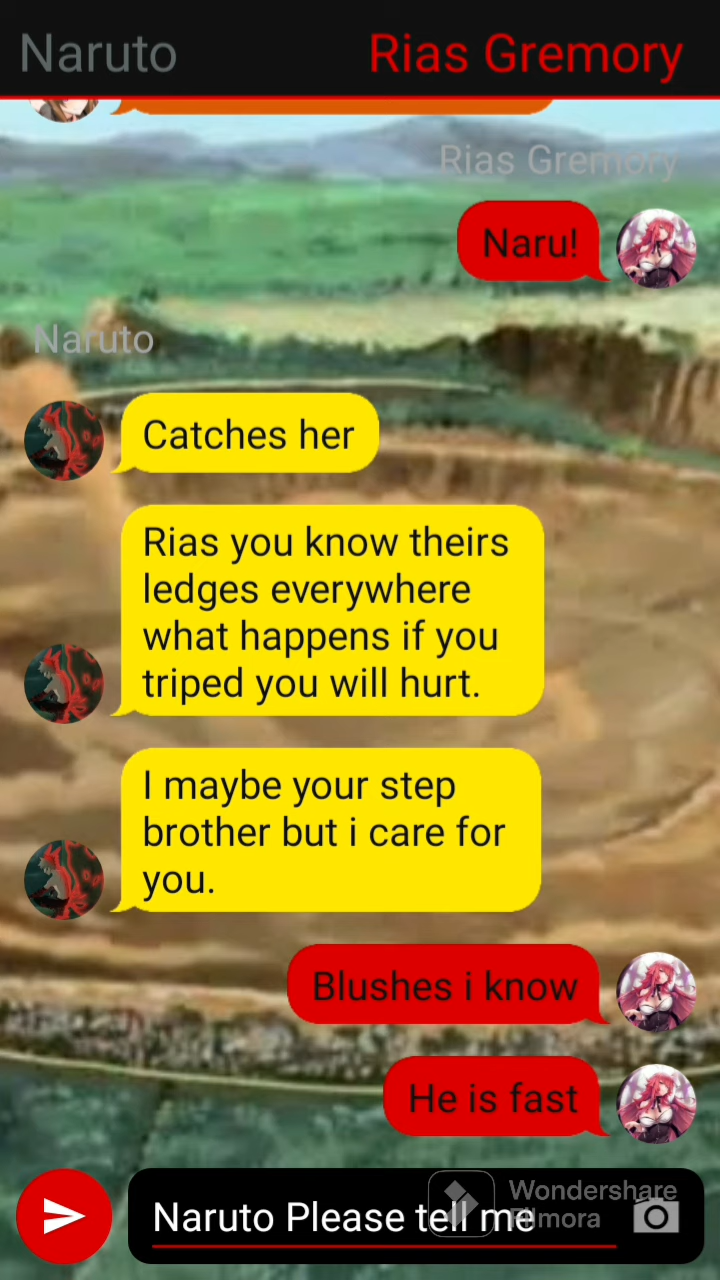 Naruto
Rias Gremory
Rias Gremory
Naru!
Naruto
Catches her
Rias you know theirs
ledges everywhere
what happens if you
triped you will hurt.
I maybe your step
brother but i care for
you.
Blushes i know
He is fast
Naruto Please tell me
Wondershare
Filmora